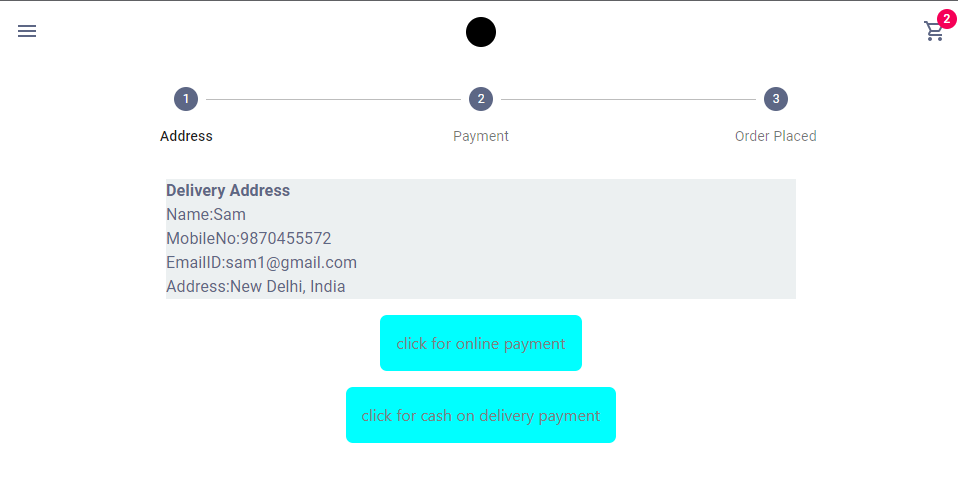 2
1
2
3
Address
Payment
Order Placed
Delivery Address
Name:Sam
MobileNo:9870455572
EmailID:sam1@gmail.com
Address:New Delhi, India
click for online payment
click for cash on delivery payment